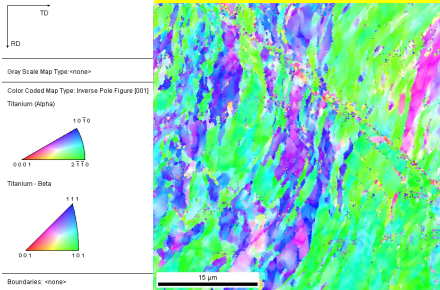 TD
RD
Gray Scale Map Type:<none>
Color Coded Map Type: Inverse Pole Figure [001]
Titanium (Alpha)
1 0 1̅ 0
0 0 0 1
2 1̅ 1̅ 0
Titanium - Beta
1 1 1
0 0 1
1 0 1
Boundaries: <none>
15 µm